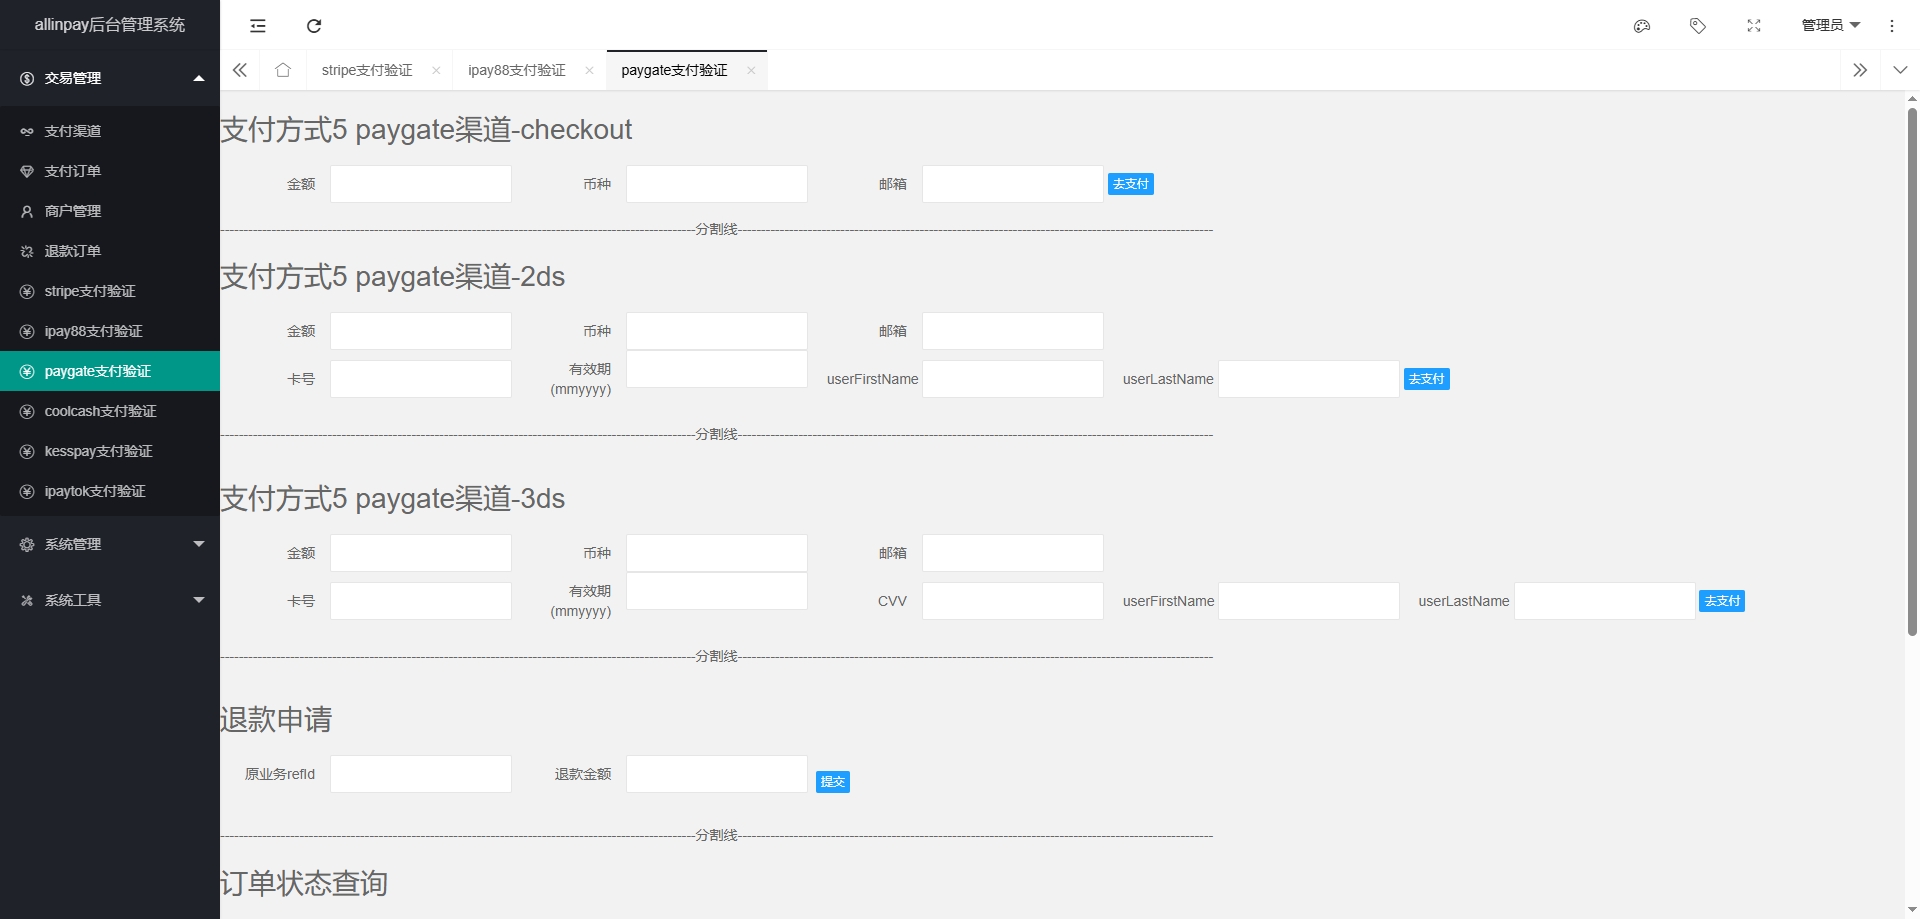 allinpay后台管理系统
管理员
stripe支付验证
ipay88支付验证
paygate支付验证
交易管理
支付渠道
支付订单
商户管理
退款订单
stripe支付验证
ipay88支付验证
paygate支付验证
coolcash支付验证
kesspay支付验证
ipaytok支付验证
系统管理
系统工具
支付方式5 paygate渠道-checkout
金额 币种 邮箱 去支付
分割线
支付方式5 paygate渠道-2ds
金额 币种 邮箱
卡号 有效期(mmyyyy) userFirstName userLastName 去支付
分割线
支付方式5 paygate渠道-3ds
金额 币种 邮箱
卡号 有效期(mmyyyy) CVV userFirstName userLastName 去支付
分割线
退款申请
原业务refId 退款金额 提交
分割线
订单状态查询